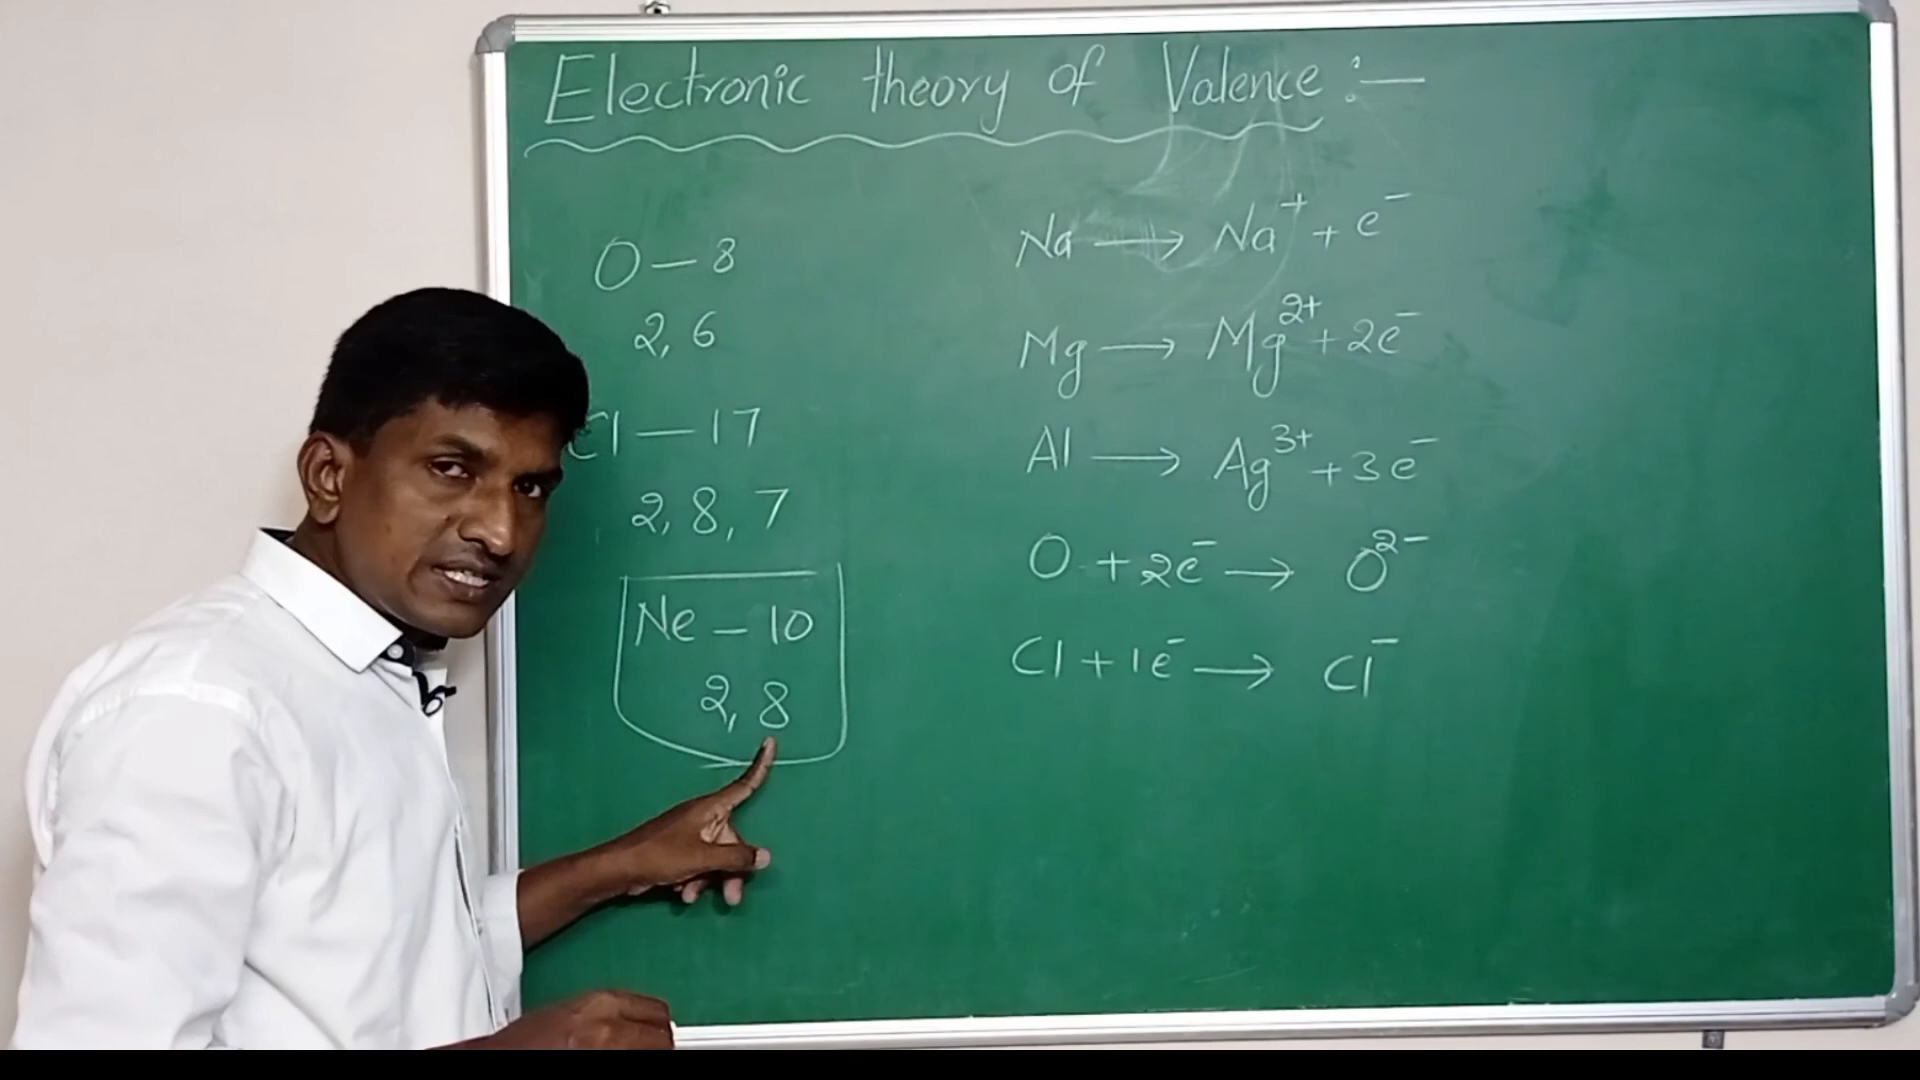 Electronic theory of Valence :—
O — 8
2, 6
Cl — 17
2, 8, 7
Ne — 10
2, 8
Na ⟶ Na⁺ + e⁻
Mg ⟶ Mg²⁺ + 2e⁻
Al ⟶ Ag³⁺ + 3e⁻
O + 2e⁻ ⟶ O²⁻
Cl + 1e⁻ ⟶ Cl⁻